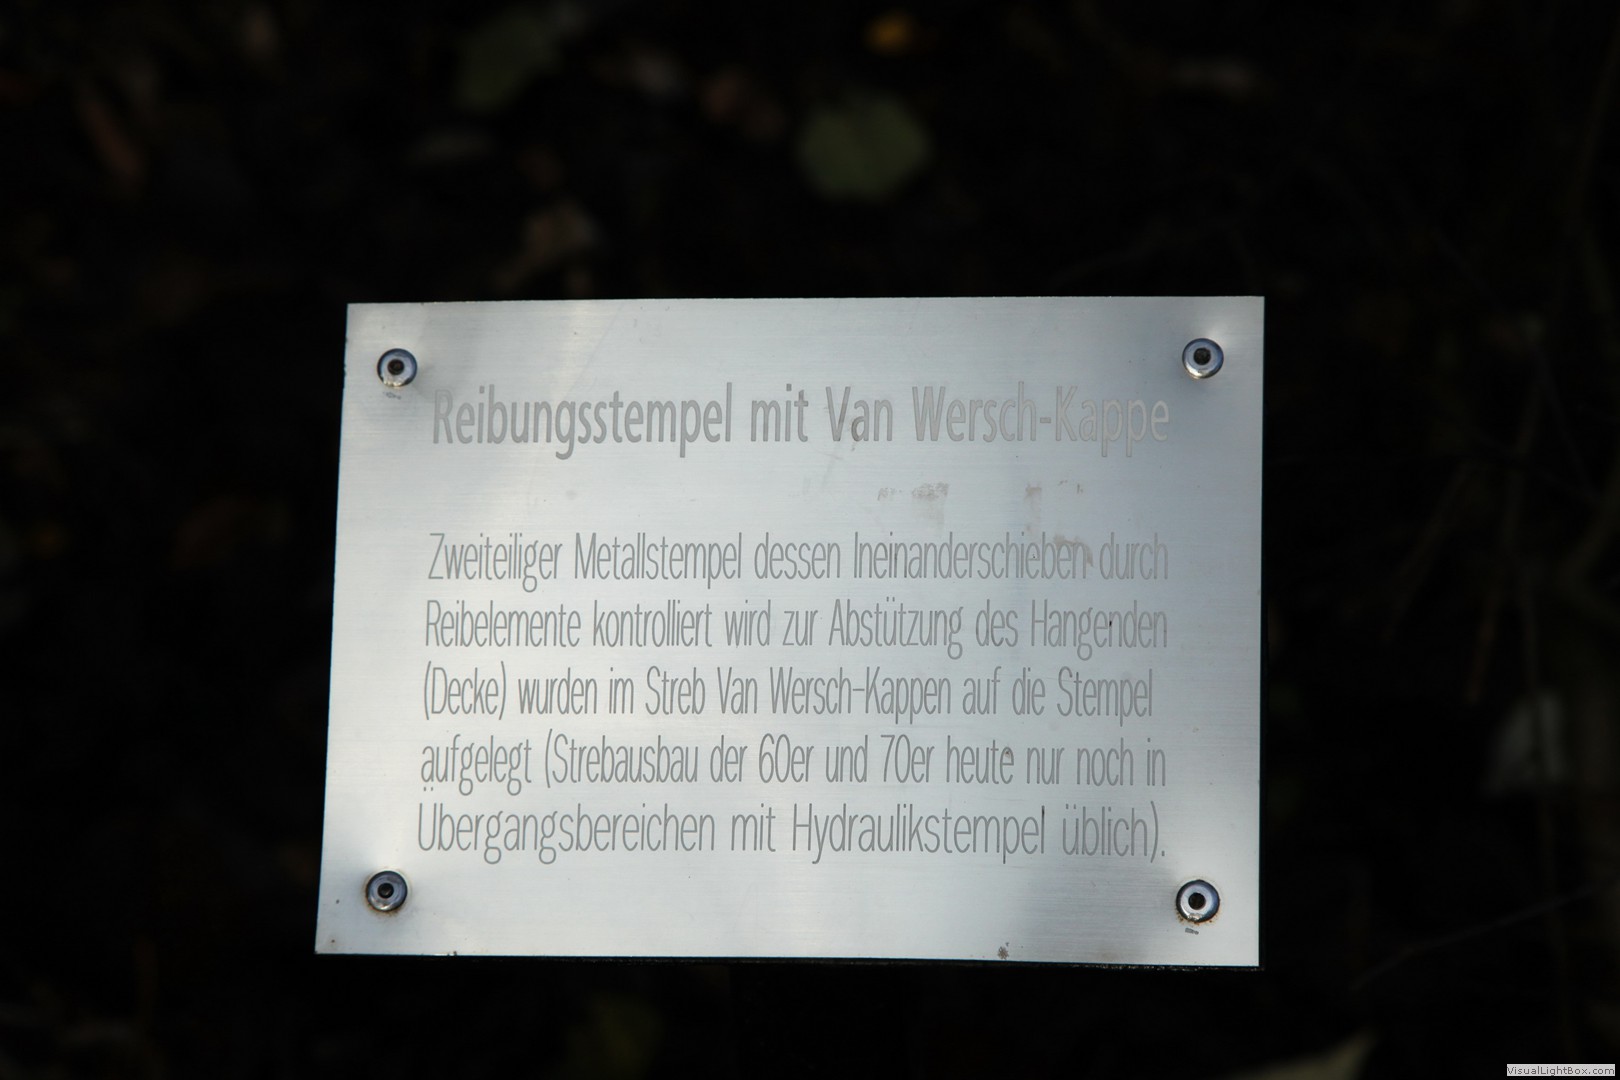 Reibungsstempel mit Van Wersch-Kappe
Zweiteiliger Metallstempel dessen Ineinanderschieben durch
Reibelemente kontrolliert wird zur Abstützung des Hangenden
(Decke) wurden im Streb Van Wersch-Kappen auf die Stempel
aufgelegt (Strebausbau der 60er und 70er heute nur noch in
Übergangsbereichen mit Hydraulikstempel üblich).
VisualLightBox.com